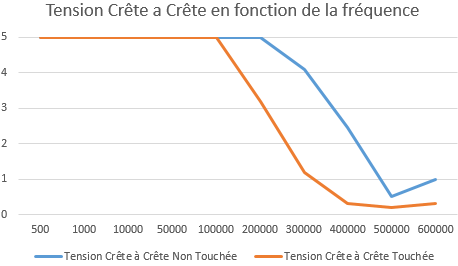 Tension Crête a Crête en fonction de la fréquence
5
4
3
2
1
0
500 1000 10000 50000 100000 200000 300000 400000 500000 600000
Tension Crête à Crête Non Touchée Tension Crête à Crête Touchée